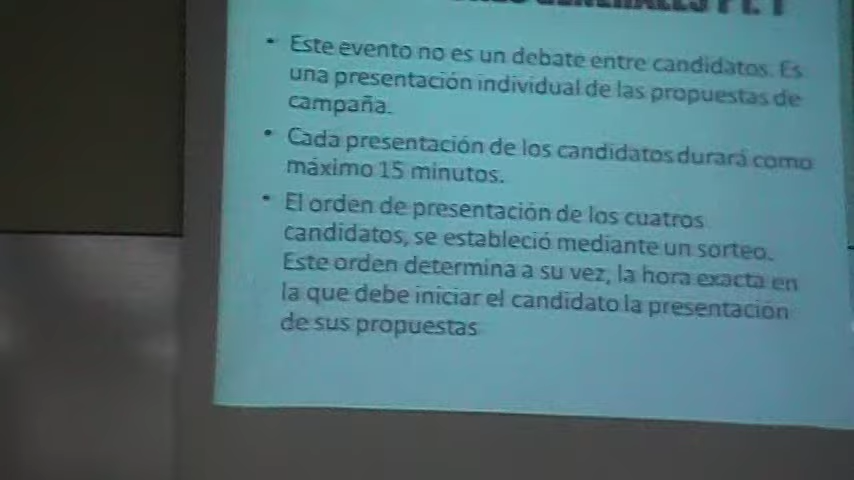 GENERALES PT. 1
• Este evento no es un debate entre candidatos. Es
una presentación individual de las propuestas de
campaña.
• Cada presentación de los candidatos durará como
máximo 15 minutos.
• El orden de presentación de los cuatros
candidatos, se estableció mediante un sorteo.
Este orden determina a su vez, la hora exacta en
la que debe iniciar el candidato la presentación
de sus propuestas